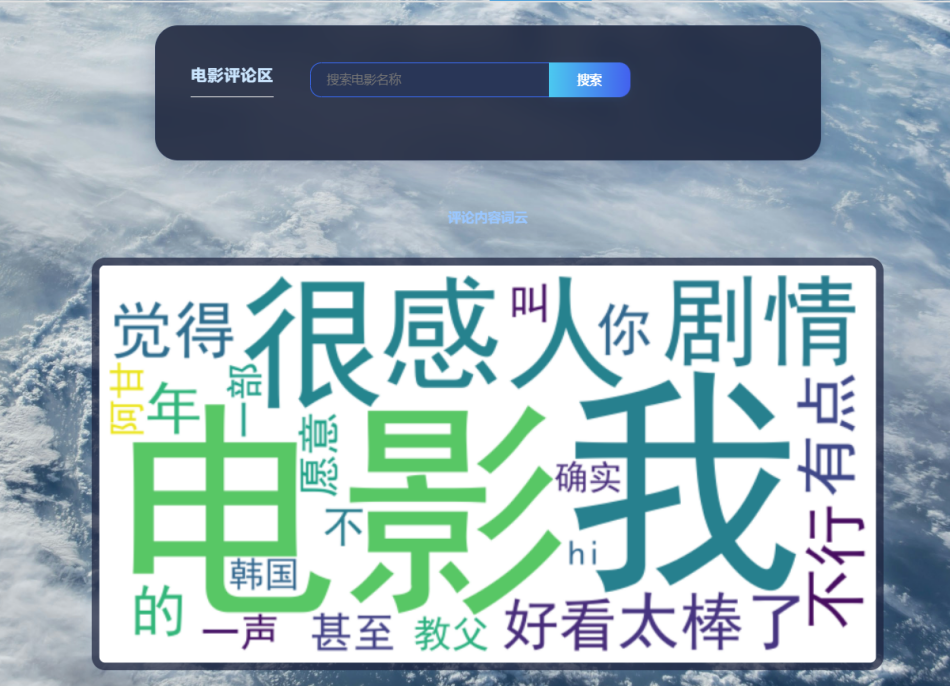 电影评论区
搜索电影名称
搜索
评论内容词云
觉得
很感人
叫
你
剧情
阿甘
年
一部
愿意
电影
我
有点
确实
不
hi
不行
韩国
的
一声
甚至
教父
好看太棒了